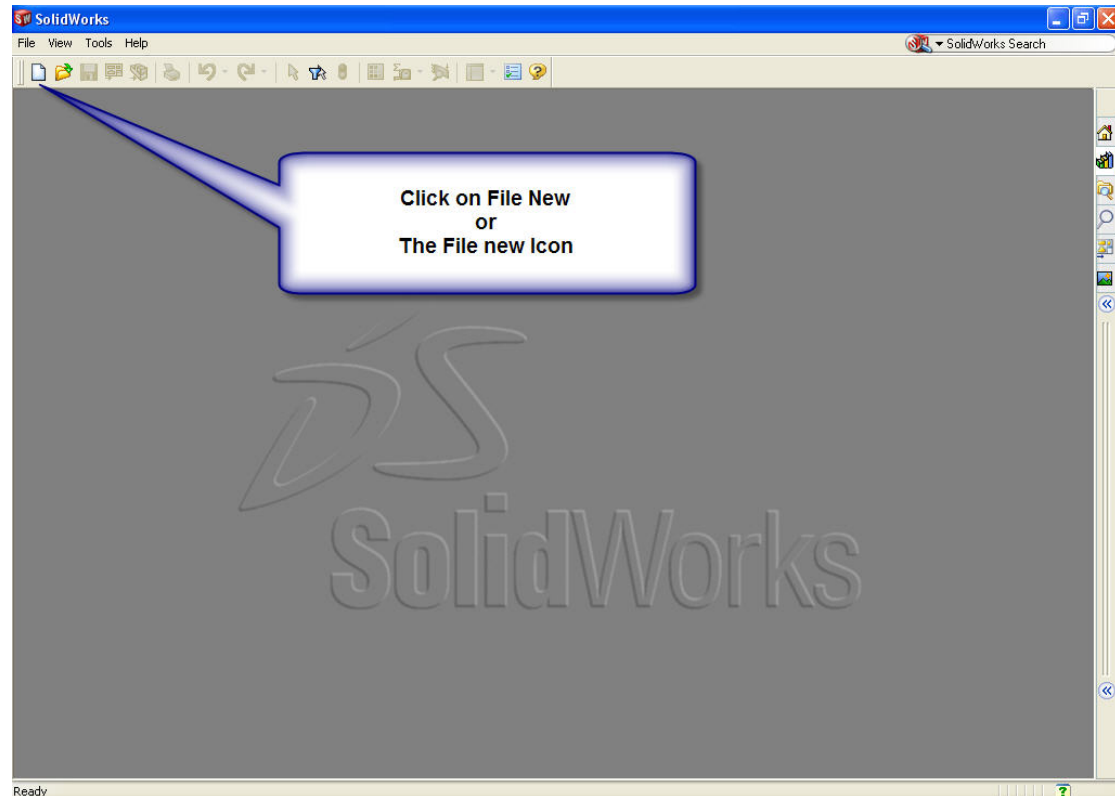 SolidWorks
File View Tools Help
SolidWorks Search
Click on File New
or
The File new Icon
SolidWorks
Ready